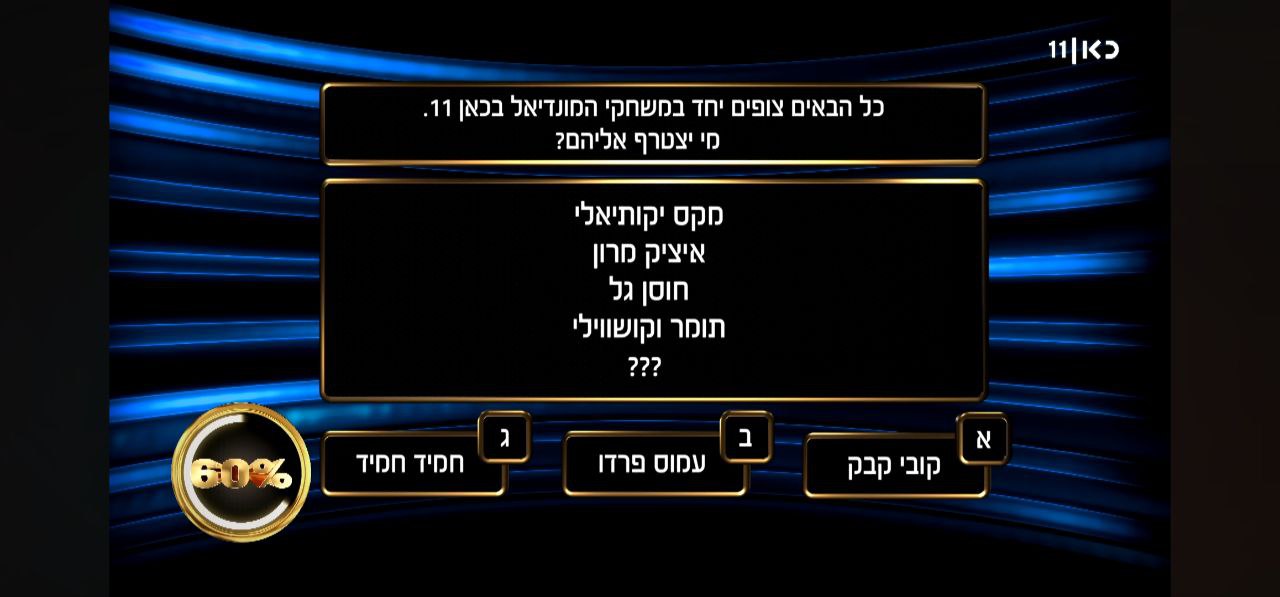 כאן|11
כל הבאים צופים יחד במשחקי המונדיאל בכאן 11.
מי יצטרף אליהם?
מקס יקותיאלי
איציק מרון
חוסן גל
תומר וקושווילי
???
א
קובי קבק
ב
עמוס פרדו
ג
חמיד חמיד
60%